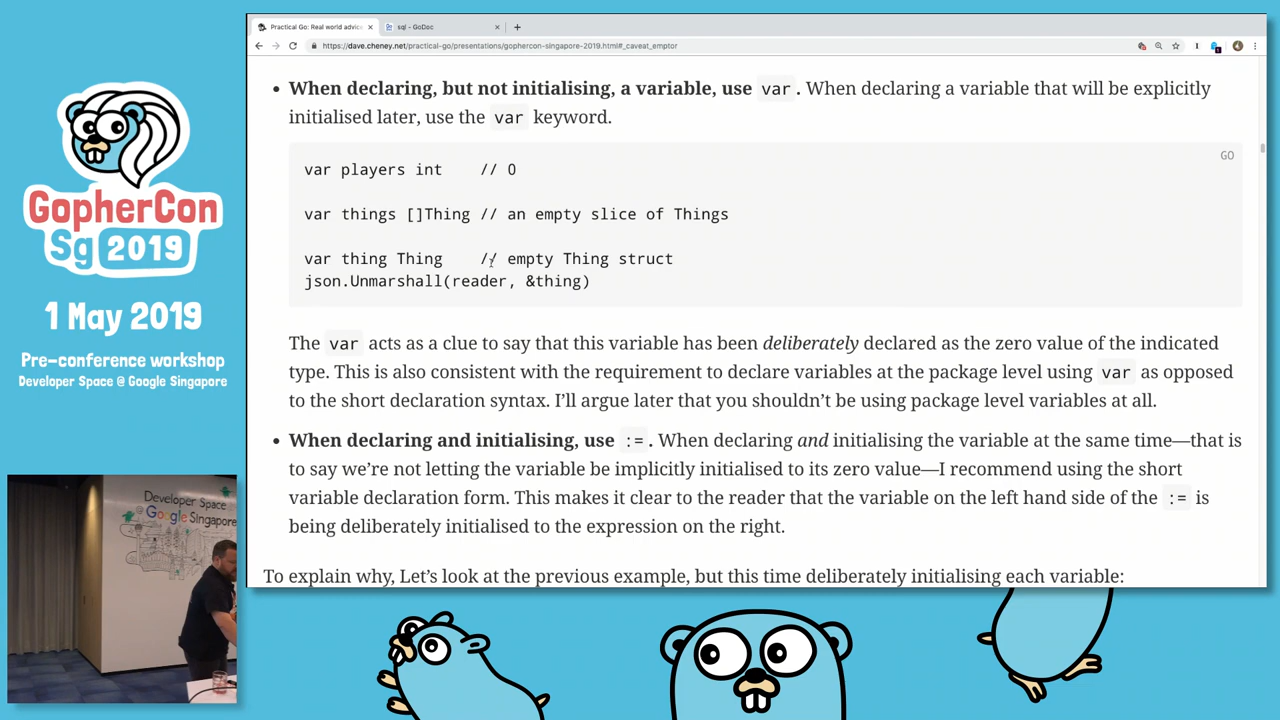 GopherCon
Sg 2019
1 May 2019
Pre-conference workshop
Developer Space @ Google Singapore
Developer Space
@ Google Singapore
Practical Go: Real world advic
sql - GoDoc
https://dave.cheney.net/practical-go/presentations/gophercon-singapore-2019.html#_caveat_emptor
• When declaring, but not initialising, a variable, use var. When declaring a variable that will be explicitly
initialised later, use the var keyword.
GO
var players int // 0
var things []Thing // an empty slice of Things
var thing Thing // empty Thing struct
json.Unmarshall(reader, &thing)
The var acts as a clue to say that this variable has been deliberately declared as the zero value of the indicated
type. This is also consistent with the requirement to declare variables at the package level using var as opposed
to the short declaration syntax. I’ll argue later that you shouldn’t be using package level variables at all.
• When declaring and initialising, use :=. When declaring and initialising the variable at the same time—that is
to say we’re not letting the variable be implicitly initialised to its zero value—I recommend using the short
variable declaration form. This makes it clear to the reader that the variable on the left hand side of the := is
being deliberately initialised to the expression on the right.
To explain why, Let’s look at the previous example, but this time deliberately initialising each variable: